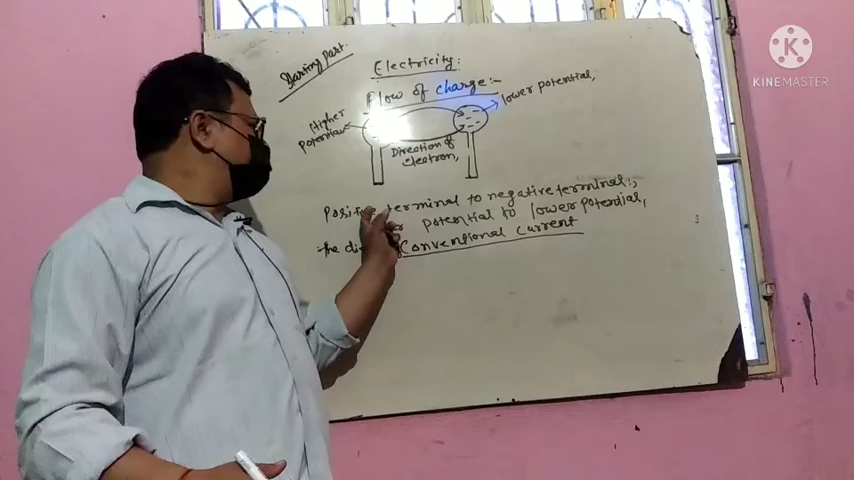 Starting Part
Electricity:
Flow of charge:-
lower potential,
Higher
Direction of
electron,
terminal to negative terminal:,
potential to lower potential,
the Conventional current
KINEMASTER